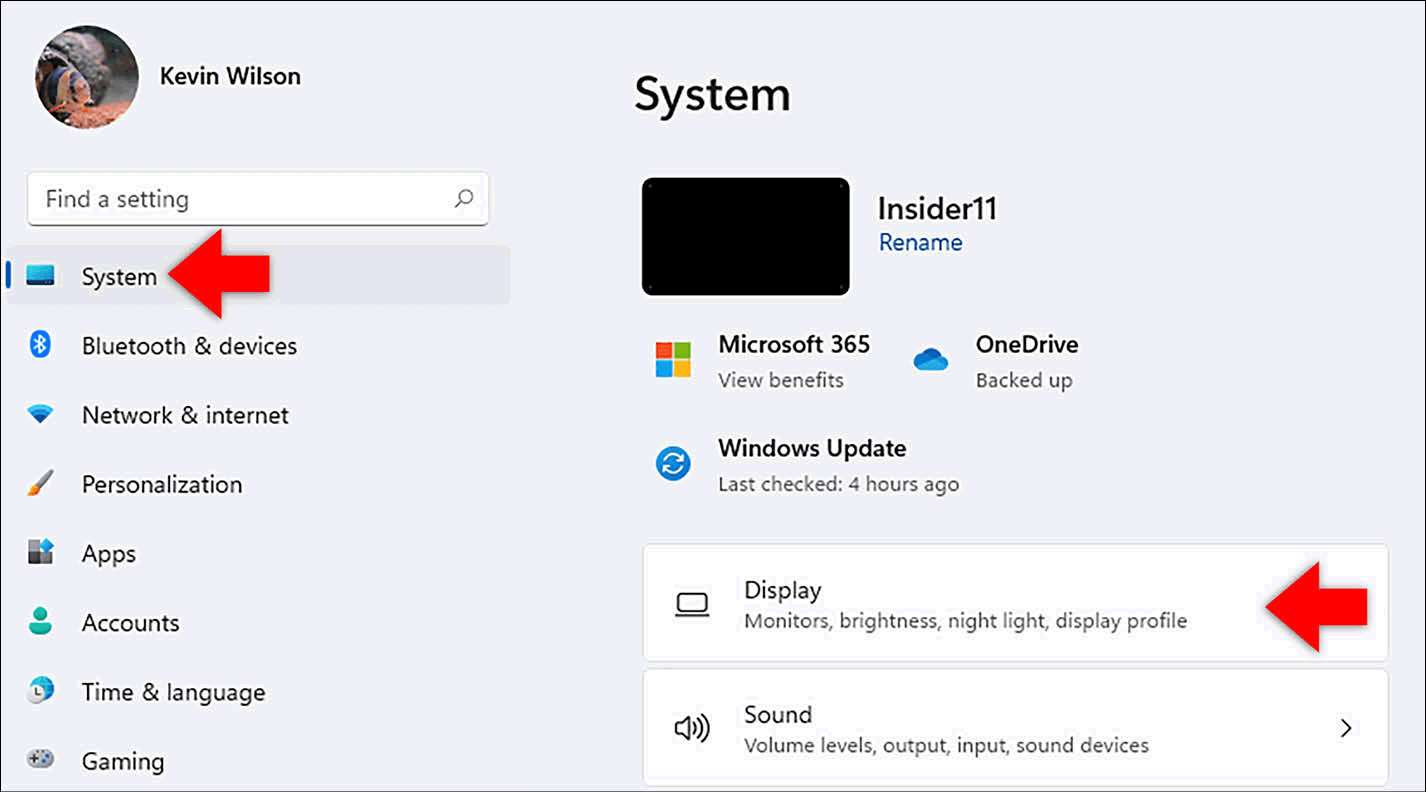 Kevin Wilson
Find a setting
System
Bluetooth & devices
Network & internet
Personalization
Apps
Accounts
Time & language
Gaming
System
Insider11
Rename
Microsoft 365
View benefits
OneDrive
Backed up
Windows Update
Last checked: 4 hours ago
Display
Monitors, brightness, night light, display profile
Sound
Volume levels, output, input, sound devices